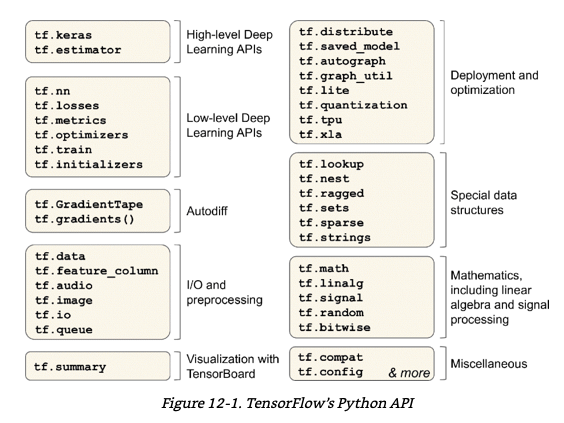 tf.keras
tf.estimator
High-level Deep
Learning APIs
tf.nn
tf.losses
tf.metrics
tf.optimizers
tf.train
tf.initializers
Low-level Deep
Learning APIs
tf.GradientTape
tf.gradients()
Autodiff
tf.data
tf.feature_column
tf.audio
tf.image
tf.io
tf.queue
I/O and
preprocessing
tf.summary
Visualization with
TensorBoard
tf.distribute
tf.saved_model
tf.autograph
tf.graph_util
tf.lite
tf.quantization
tf.tpu
tf.xla
Deployment and
optimization
tf.lookup
tf.nest
tf.ragged
tf.sets
tf.sparse
tf.strings
Special data
structures
tf.math
tf.linalg
tf.signal
tf.random
tf.bitwise
Mathematics,
including linear
algebra and signal
processing
tf.compat
tf.config & more
Miscellaneous
Figure 12-1. TensorFlow's Python API